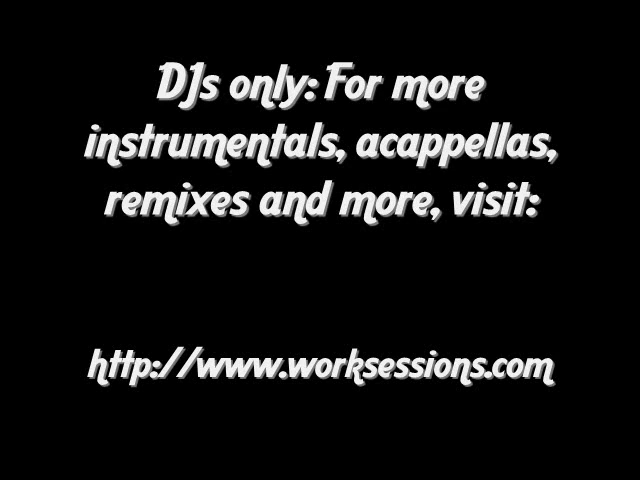 DJs only: For more
instrumentals, acappellas,
remixes and more, visit:
http://www.worksessions.com